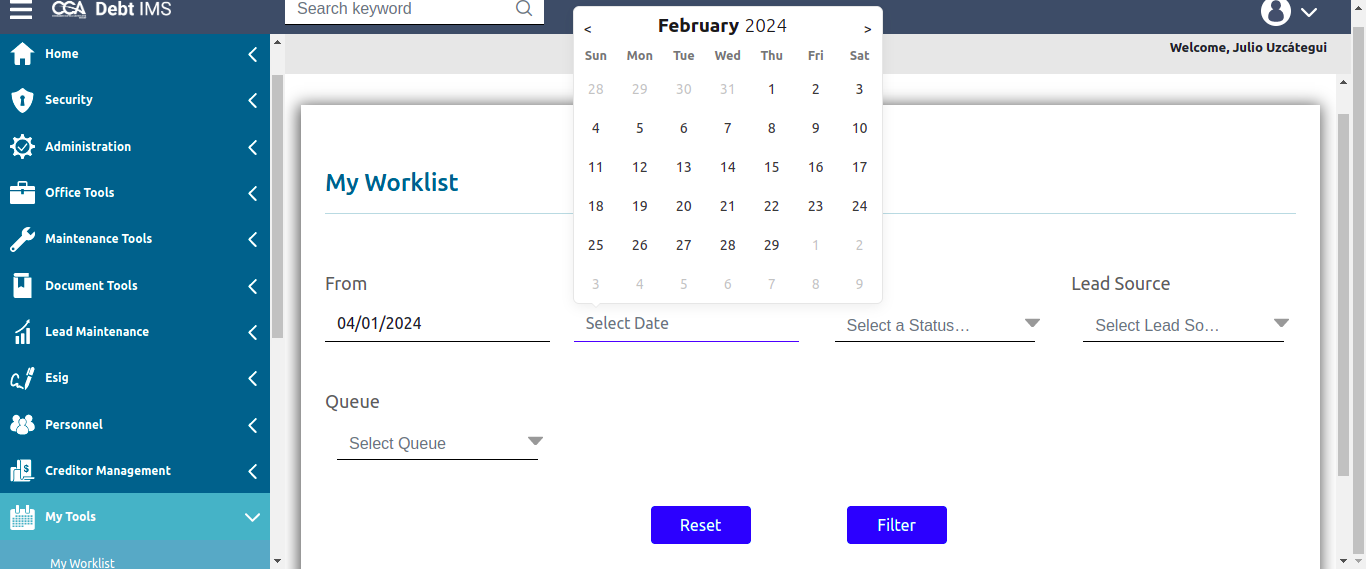 CGA Debt IMS
Search keyword
Welcome, Julio Uzcátegui
Home
Security
Administration
Office Tools
Maintenance Tools
Document Tools
Lead Maintenance
Esig
Personnel
Creditor Management
My Tools
My Worklist
< February 2024 >
Sun Mon Tue Wed Thu Fri Sat
28 29 30 31 1 2 3
4 5 6 7 8 9 10
11 12 13 14 15 16 17
18 19 20 21 22 23 24
25 26 27 28 29 1 2
3 4 5 6 7 8 9
My Worklist
From
Lead Source
04/01/2024
Select Date
Select a Status...
Select Lead So...
Queue
Select Queue
Reset
Filter